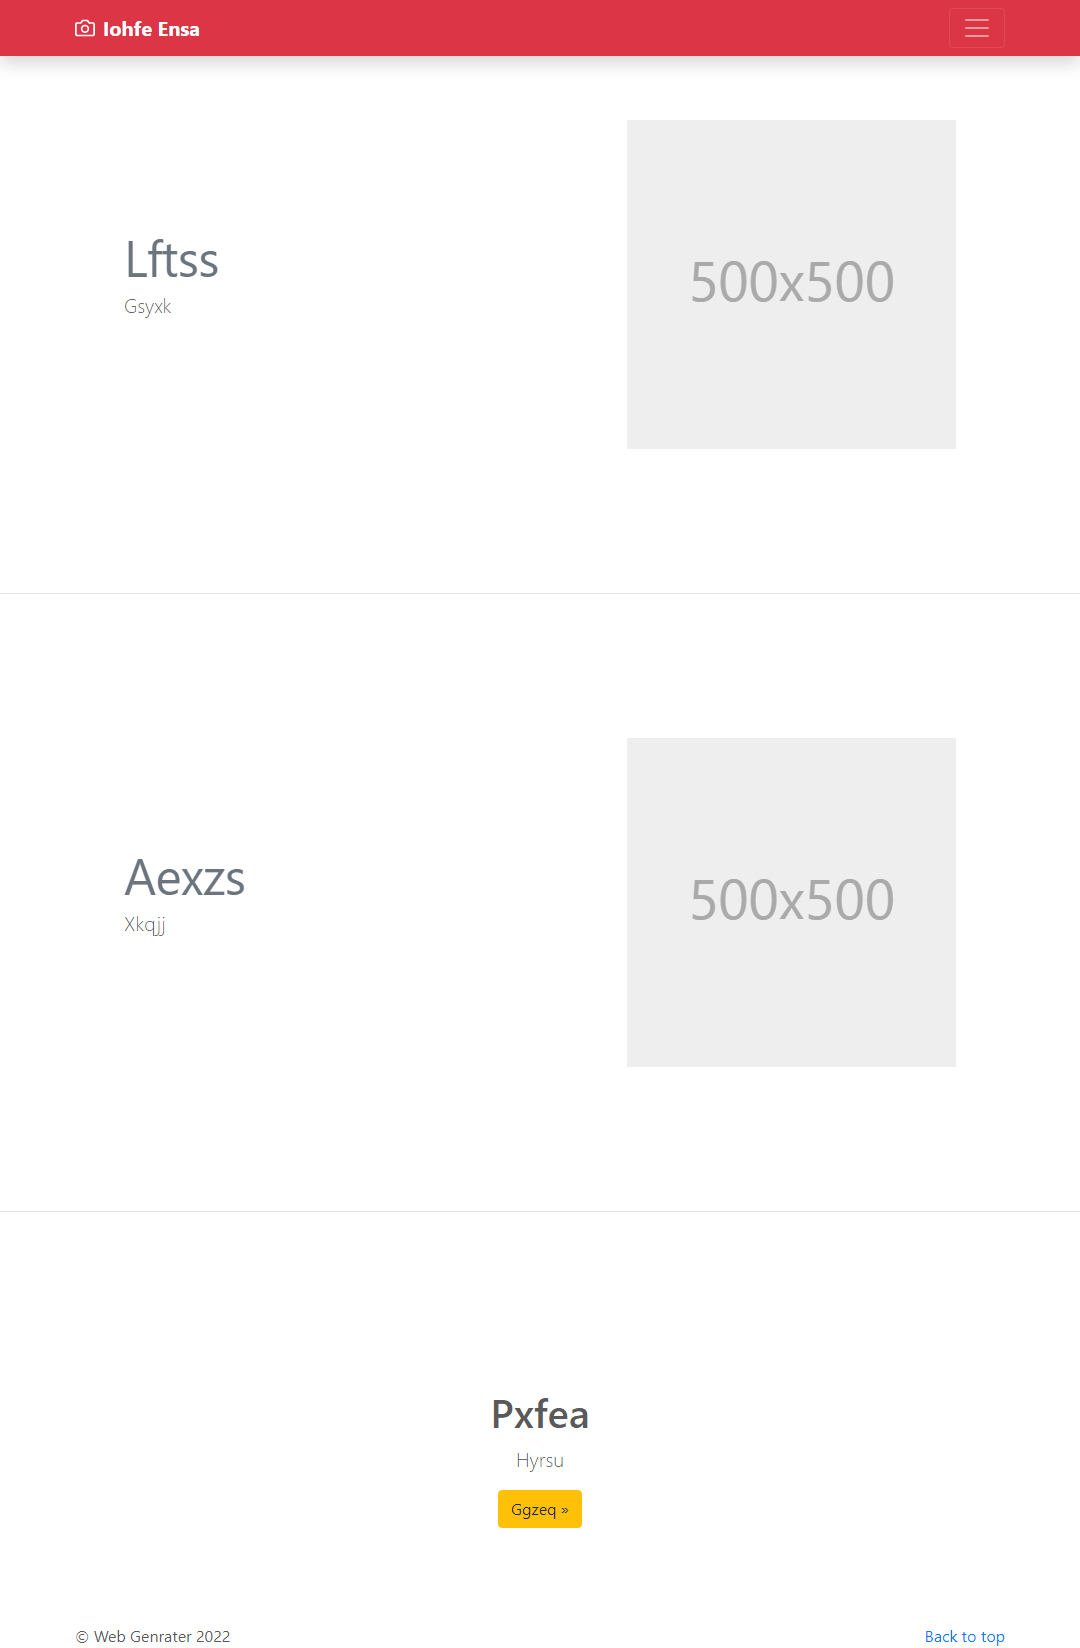 Iohfe Ensa
Lftss
Gsyxk
500x500
Aexzs
Xkqjj
500x500
Pxfea
Hyrsu
Ggzeq »
© Web Genrater 2022
Back to top